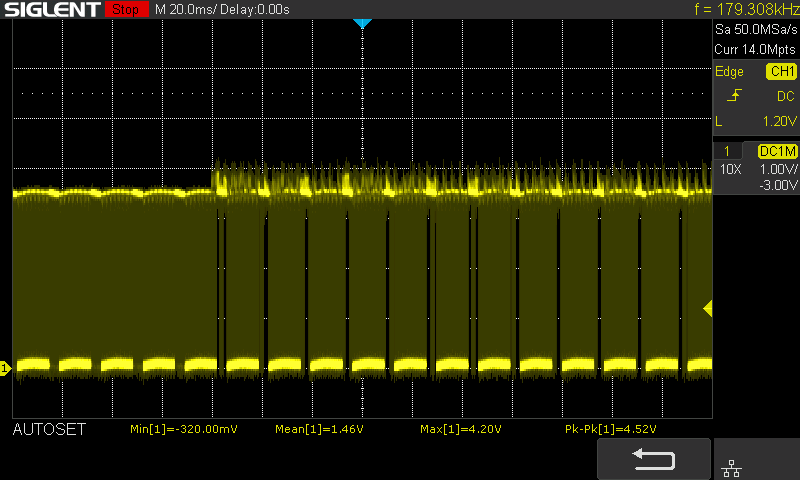 SIGLENT Stop M 20.0ms/ Delay:0.00s f = 179.308kHz
Sa 50.0MSa/s
Curr 14.0Mpts
Edge CH1
DC
L 1.20V
1 DC1M
10X 1.00V/
-3.00V
1
AUTOSET Min[1]=-320.00mV Mean[1]=1.46V Max[1]=4.20V Pk-Pk[1]=4.52V